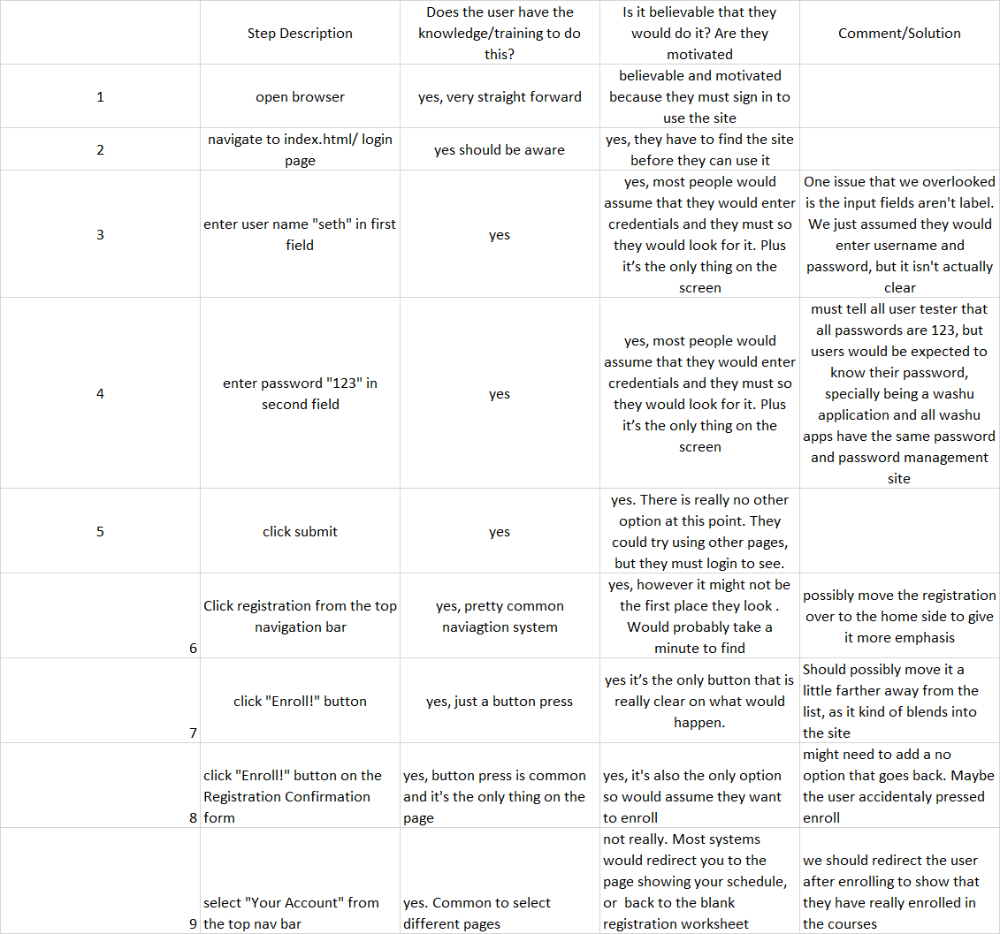 Step Description
Does the user have the
knowledge/training to do
this?
Is it believable that they
would do it? Are they
motivated
Comment/Solution
1
open browser
yes, very straight forward
believable and motivated
because they must sign in to
use the site
2
navigate to index.html/ login
page
yes should be aware
yes, they have to find the site
before they can use it
3
enter user name "seth" in first
field
yes
yes, most people would
assume that they would enter
credentials and they must so
they would look for it. Plus
it’s the only thing on the
screen
One issue that we overlooked
is the input fields aren't label.
We just assumed they would
enter username and
password, but it isn't actually
clear
4
enter password "123" in
second field
yes
yes, most people would
assume that they would enter
credentials and they must so
they would look for it. Plus
it’s the only thing on the
screen
must tell all user tester that
all passwords are 123, but
users would be expected to
know their password,
specially being a washu
application and all washu
apps have the same password
and password management
site
5
click submit
yes
yes. There is really no other
option at this point. They
could try using other pages,
but they must login to see.
6
Click registration from the top
navigation bar
yes, pretty common
naviagtion system
yes, however it might not be
the first place they look .
Would probably take a
minute to find
possibly move the registration
over to the home side to give
it more emphasis
7
click "Enroll!" button
yes, just a button press
yes it’s the only button that is
really clear on what would
happen.
Should possibly move it a
little farther away from the
list, as it kind of blends into
the site
8
click "Enroll!" button on the
Registration Confirmation
form
yes, button press is common
and it's the only thing on the
page
yes, it's also the only option
so would assume they want
to enroll
might need to add a no
option that goes back. Maybe
the user accidentaly pressed
enroll
9
select "Your Account" from
the top nav bar
yes. Common to select
different pages
not really. Most systems
would redirect you to the
page showing your schedule,
or back to the blank
registration worksheet
we should redirect the user
after enrolling to show that
they have really enrolled in
the courses